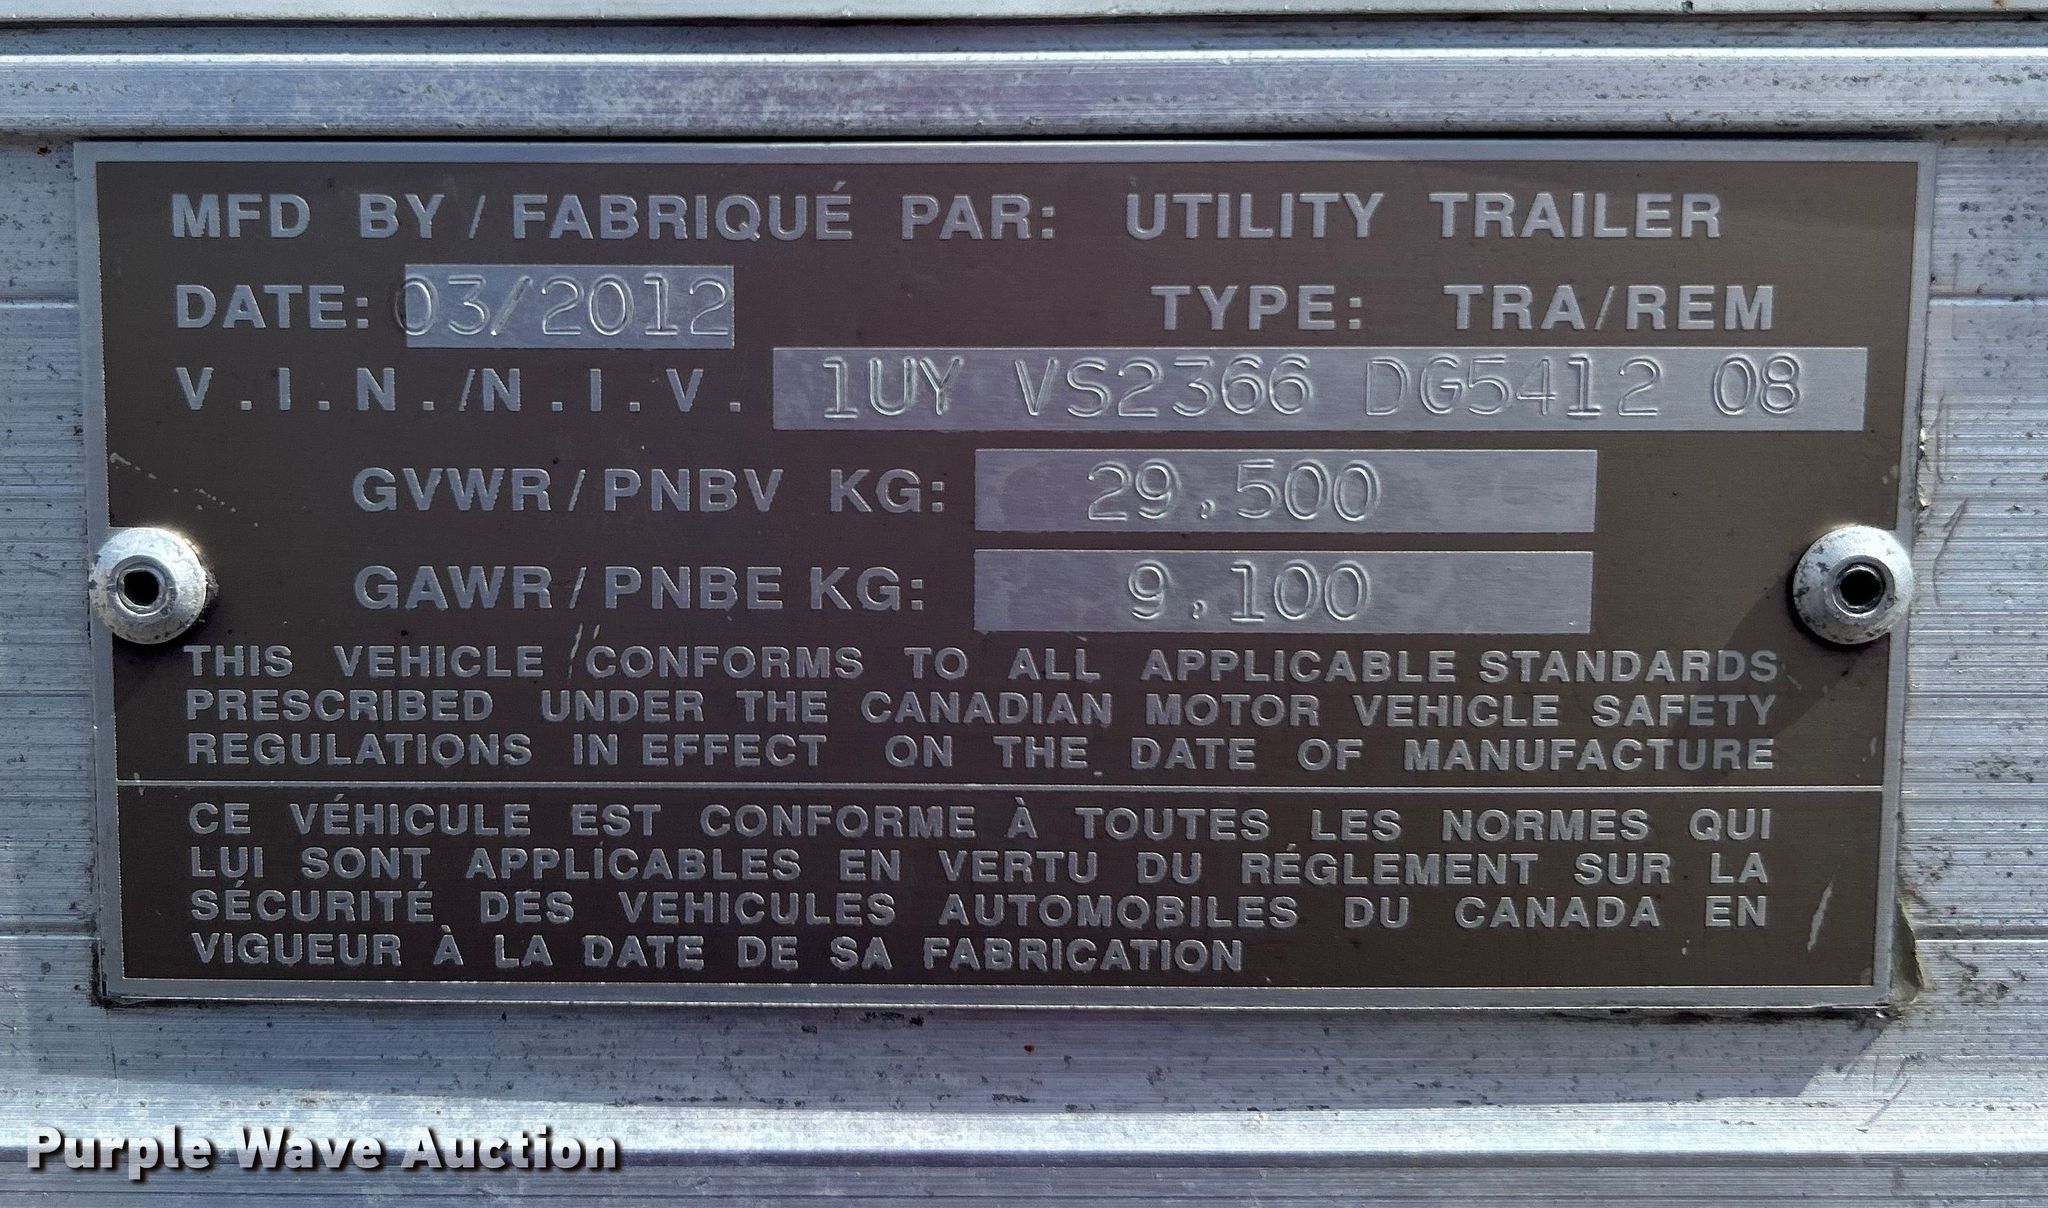 MFD BY / FABRIQUÉ PAR: UTILITY TRAILER
DATE: 03/2012 TYPE: TRA/REM
V.I.N./N.I.V. 1UY VS2366 DG5412 08
GVWR/PNBV KG: 29,500
GAWR/PNBE KG: 9,100
THIS VEHICLE CONFORMS TO ALL APPLICABLE STANDARDS
PRESCRIBED UNDER THE CANADIAN MOTOR VEHICLE SAFETY
REGULATIONS IN EFFECT ON THE DATE OF MANUFACTURE
CE VÉHICULE EST CONFORME À TOUTES LES NORMES QUI
LUI SONT APPLICABLES EN VERTU DU RÉGLEMENT SUR LA
SÉCURITÉ DES VEHICULES AUTOMOBILES DU CANADA EN
VIGUEUR À LA DATE DE SA FABRICATION
Purple Wave Auction